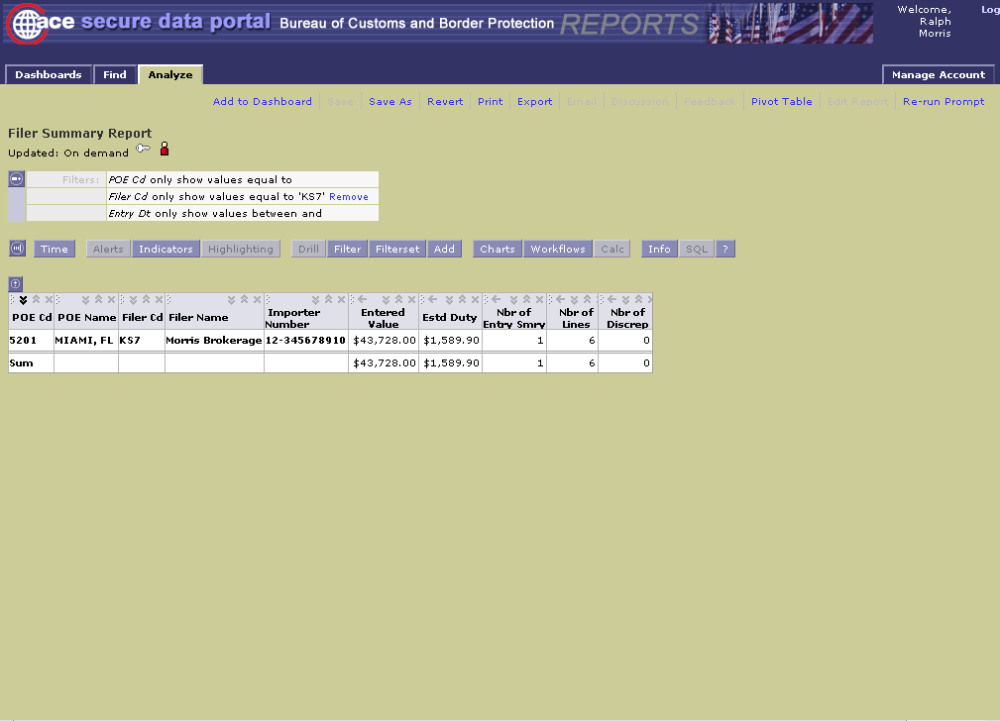 ace secure data portal Bureau of Customs and Border Protection REPORTS
Welcome, Log
Ralph
Morris
Dashboards Find Analyze Manage Account
Add to Dashboard Save Save As Revert Print Export Email Discussion Feedback Pivot Table Edit Report Re-run Prompt
Filer Summary Report
Updated: On demand
Filters: POE Cd only show values equal to
Filer Cd only show values equal to 'KS7' Remove
Entry Dt only show values between and
Time Alerts Indicators Highlighting Drill Filter Filterset Add Charts Workflows Calc Info SQL ?
POE Cd POE Name Filer Cd Filer Name Importer Number Entered Value Estd Duty Nbr of Entry Smry Nbr of Lines Nbr of Discrep
5201 MIAMI, FL KS7 Morris Brokerage 12-345678910 $43,728.00 $1,589.90 1 6 0
Sum $43,728.00 $1,589.90 1 6 0